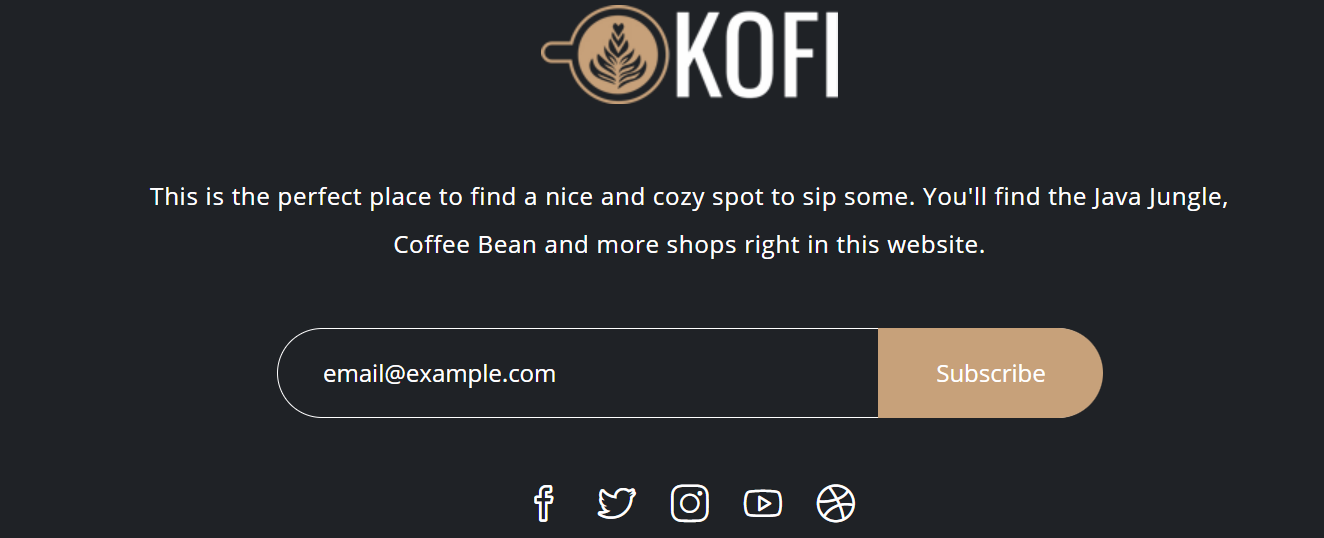 KOFI
This is the perfect place to find a nice and cozy spot to sip some. You'll find the Java Jungle,
Coffee Bean and more shops right in this website.
email@example.com
Subscribe